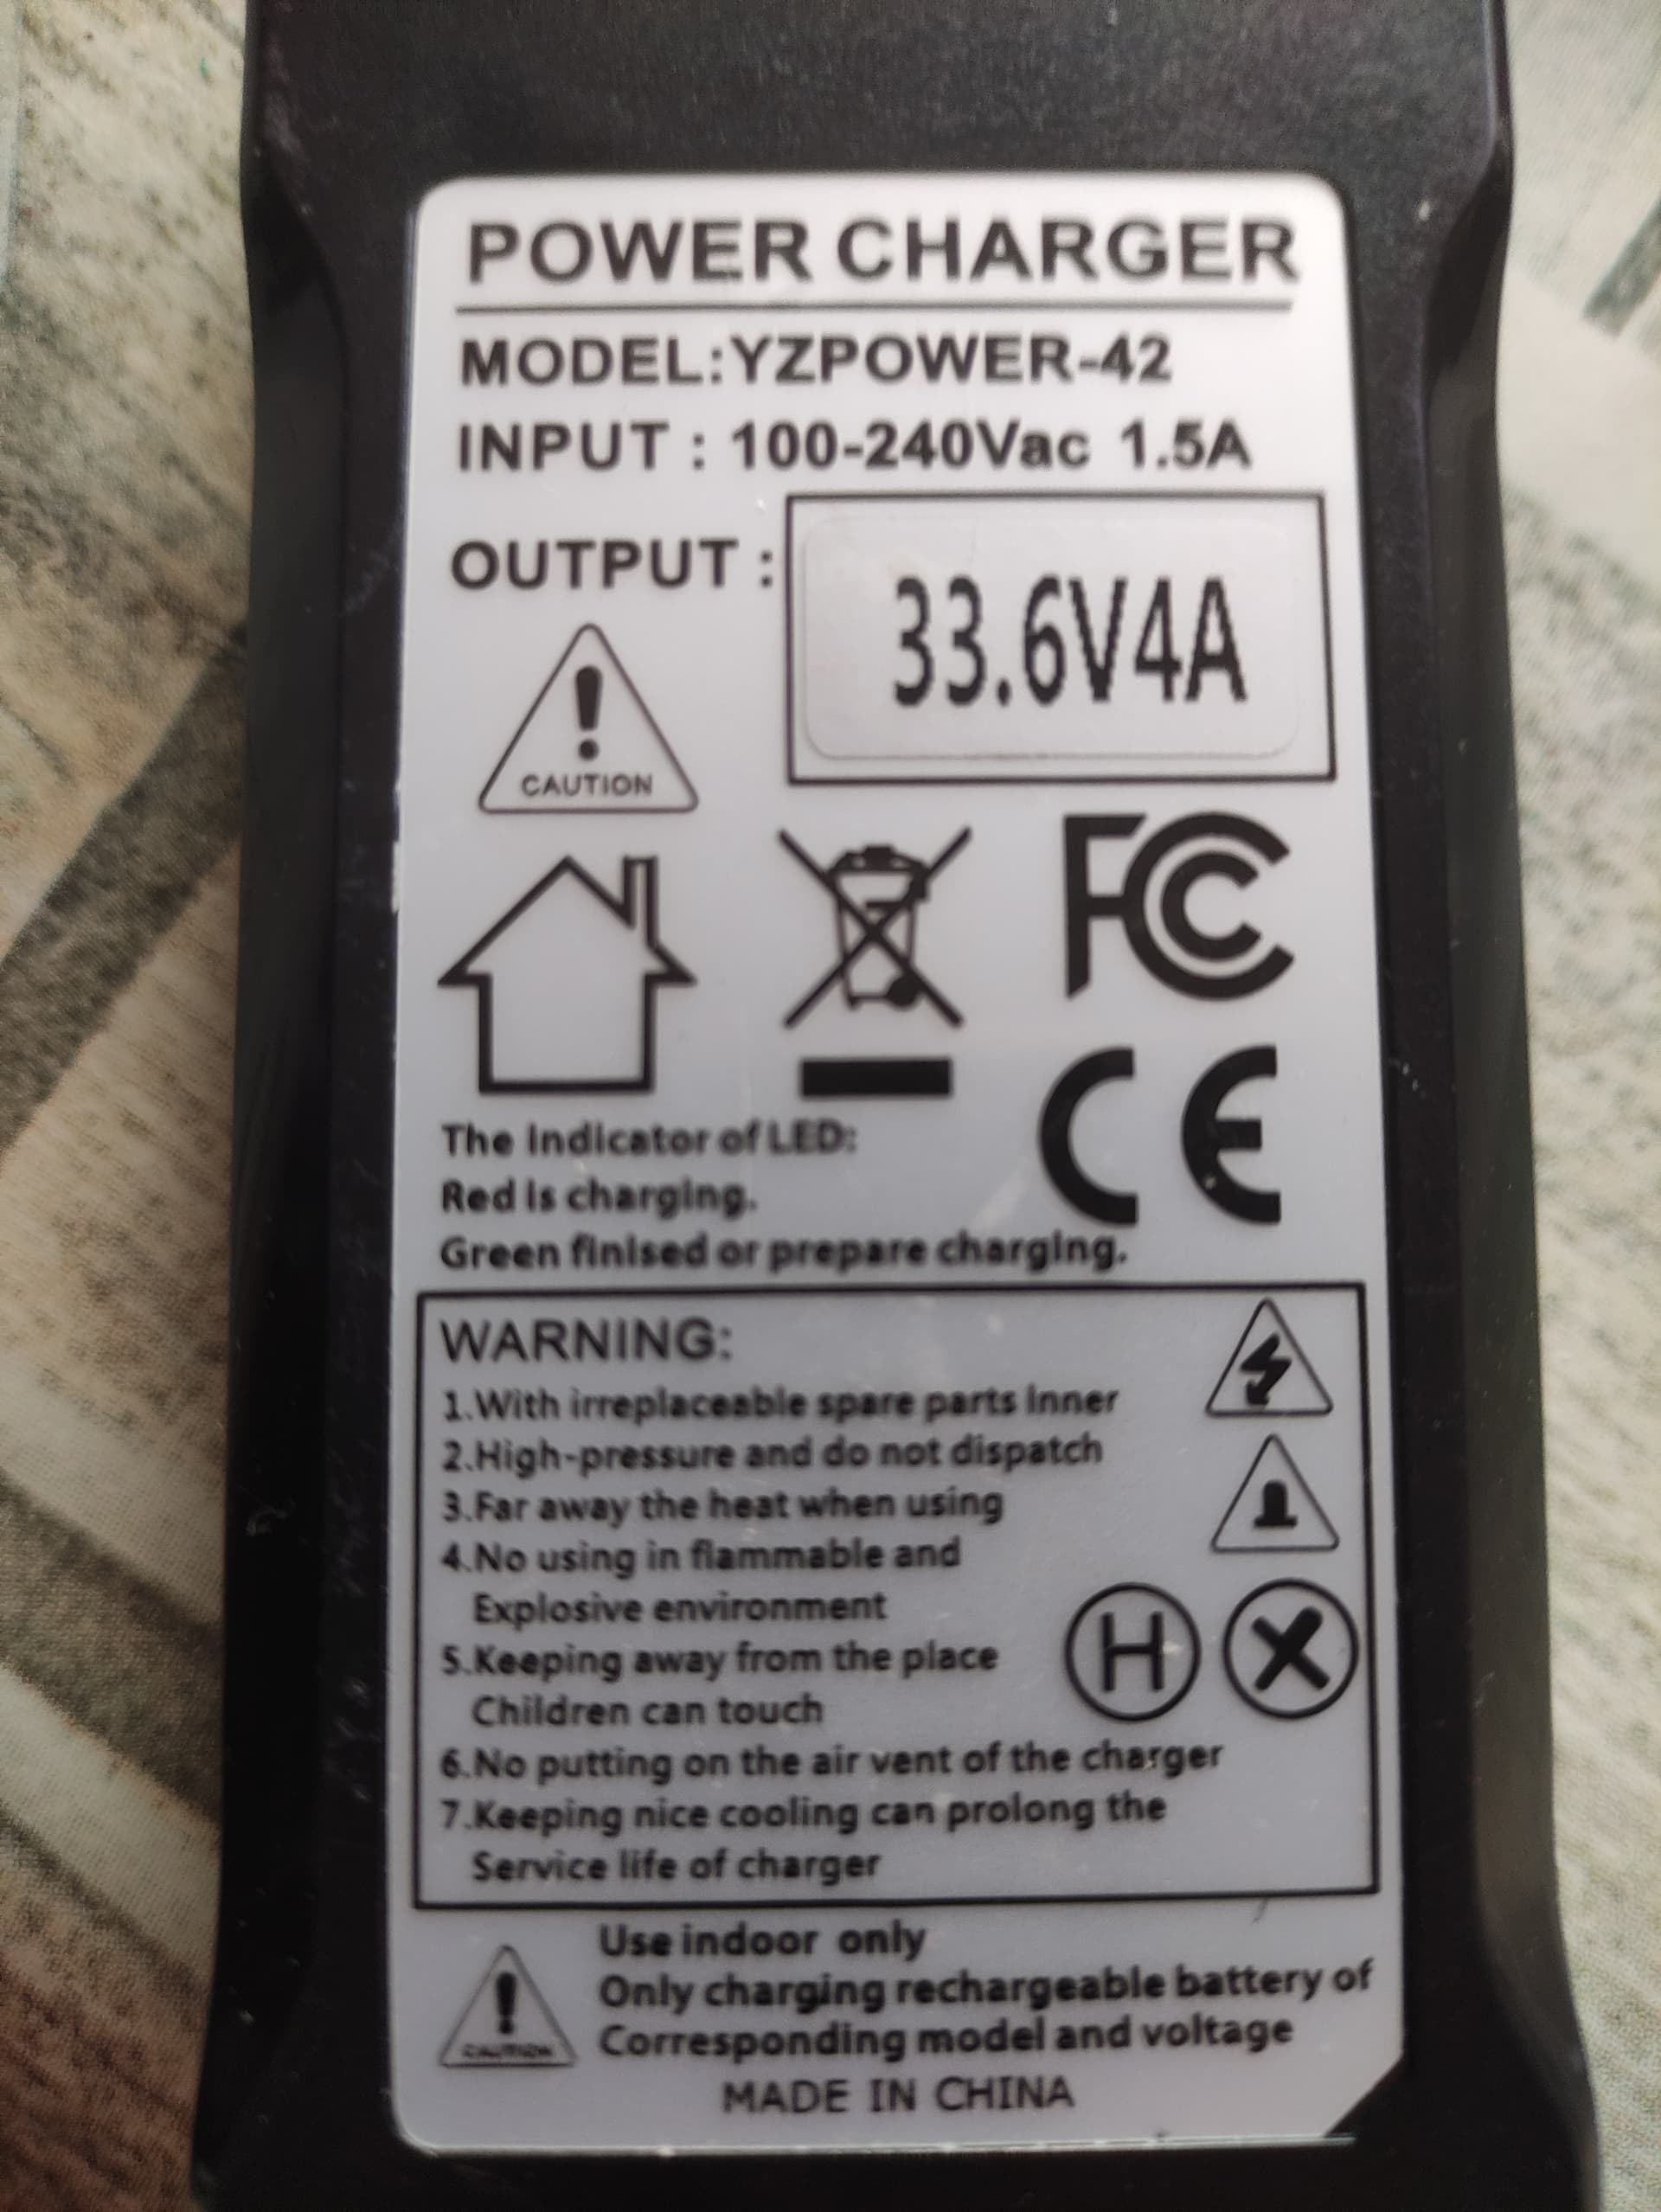 POWER CHARGER
MODEL:YZPOWER-42
INPUT : 100-240Vac 1.5A
OUTPUT :
33.6V4A
CAUTION
FC
CE
The Indicator of LED:
Red is charging.
Green finised or prepare charging.
WARNING:
1.With irreplaceable spare parts inner
2.High-pressure and do not dispatch
3.Far away the heat when using
4.No using in flammable and
Explosive environment
5.Keeping away from the place
Children can touch
H
6.No putting on the air vent of the charger
7.Keeping nice cooling can prolong the
Service life of charger
Use indoor only
Only charging rechargeable battery of
Corresponding model and voltage
CAUTION
MADE IN CHINA